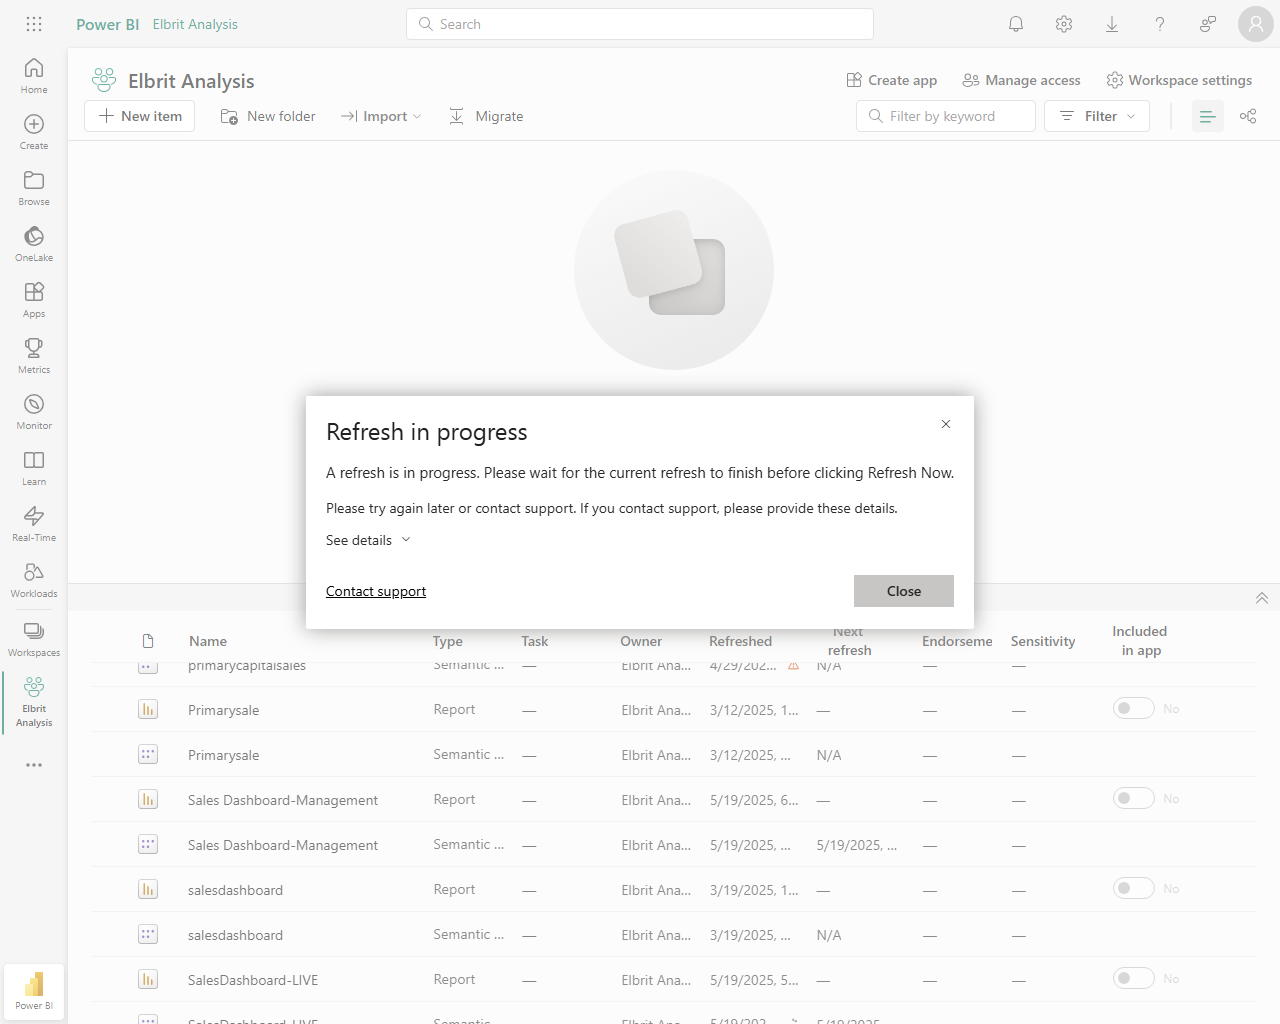 Power BI Elbrit Analysis
Search
Home
Create
Browse
OneLake
Apps
Metrics
Monitor
Learn
Real-Time
Workloads
Workspaces
Elbrit
Analysis
Power BI
Elbrit Analysis
Create app
Manage access
Workspace settings
New item
New folder
Import
Migrate
Filter by keyword
Filter
Refresh in progress
A refresh is in progress. Please wait for the current refresh to finish before clicking Refresh Now.
Please try again later or contact support. If you contact support, please provide these details.
See details
Contact support
Close
Name Type Task Owner Refreshed Next refresh Endorseme Sensitivity Included in app
primarycapitalsales Semantic ... — Elbrit Ana... 4/29/202... N/A — —
Primarysale Report — Elbrit Ana... 3/12/2025, 1... — — — No
Primarysale Semantic ... — Elbrit Ana... 3/12/2025, ... N/A — —
Sales Dashboard-Management Report — Elbrit Ana... 5/19/2025, 6... — — — No
Sales Dashboard-Management Semantic ... — Elbrit Ana... 5/19/2025, ... 5/19/2025, ... — —
salesdashboard Report — Elbrit Ana... 3/19/2025, 1... — — — No
salesdashboard Semantic ... — Elbrit Ana... 3/19/2025, ... N/A — —
SalesDashboard-LIVE Report — Elbrit Ana... 5/19/2025, 5... — — — No
SalesDashboard-LIVE Semantic Elbrit Ana... 5/19/202... 5/19/2025